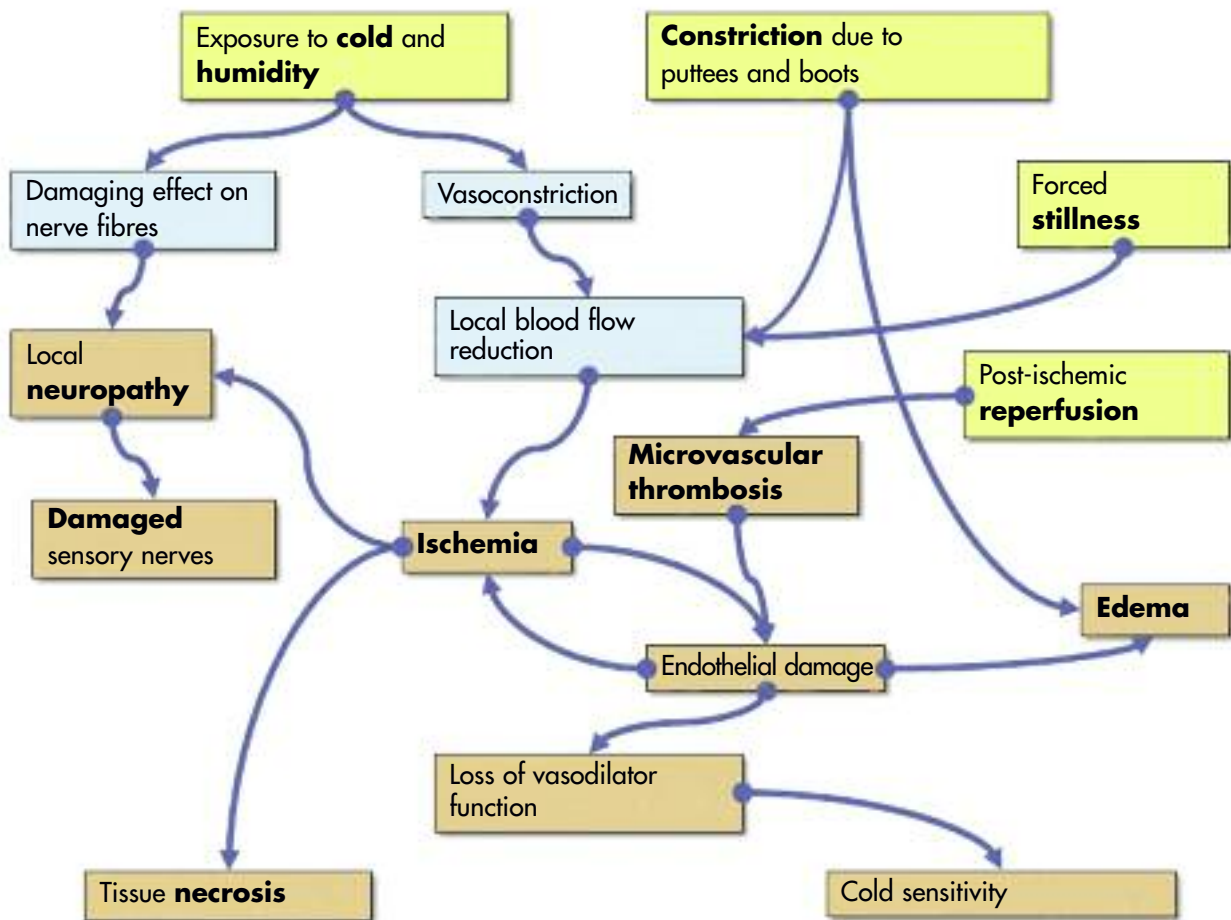 Exposure to cold and
humidity
Constriction due to
puttees and boots
Damaging effect on
nerve fibres
Vasoconstriction
Forced
stillness
Local blood flow
reduction
Local
neuropathy
Post-ischemic
reperfusion
Microvascular
thrombosis
Damaged
sensory nerves
Ischemia
Edema
Endothelial damage
Loss of vasodilator
function
Tissue necrosis
Cold sensitivity